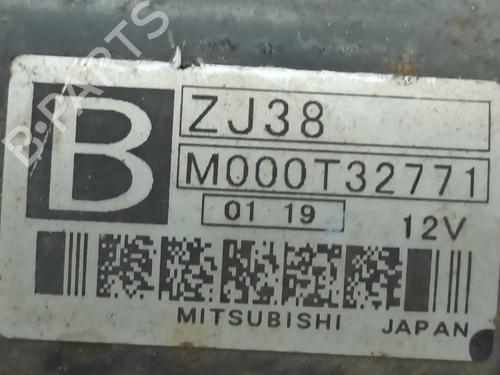 B-PARTS
B
ZJ38
M000T32771
01 19
12V
MITSUBISHI JAPAN